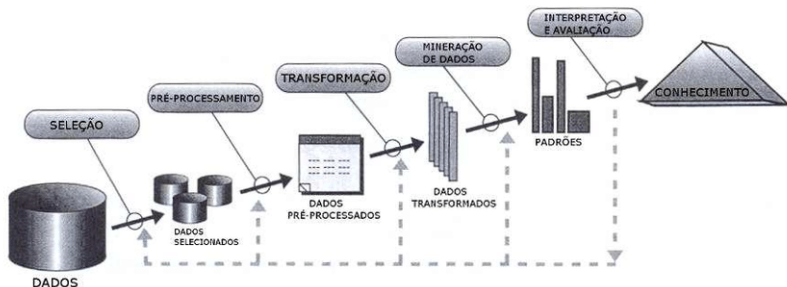 SELEÇÃO
PRÉ-PROCESSAMENTO
TRANSFORMAÇÃO
MINERAÇÃO
DE DADOS
INTERPRETAÇÃO
E AVALIAÇÃO
DADOS
DADOS
SELECIONADOS
DADOS
PRÉ-PROCESSADOS
DADOS
TRANSFORMADOS
PADRÕES
CONHECIMENTO